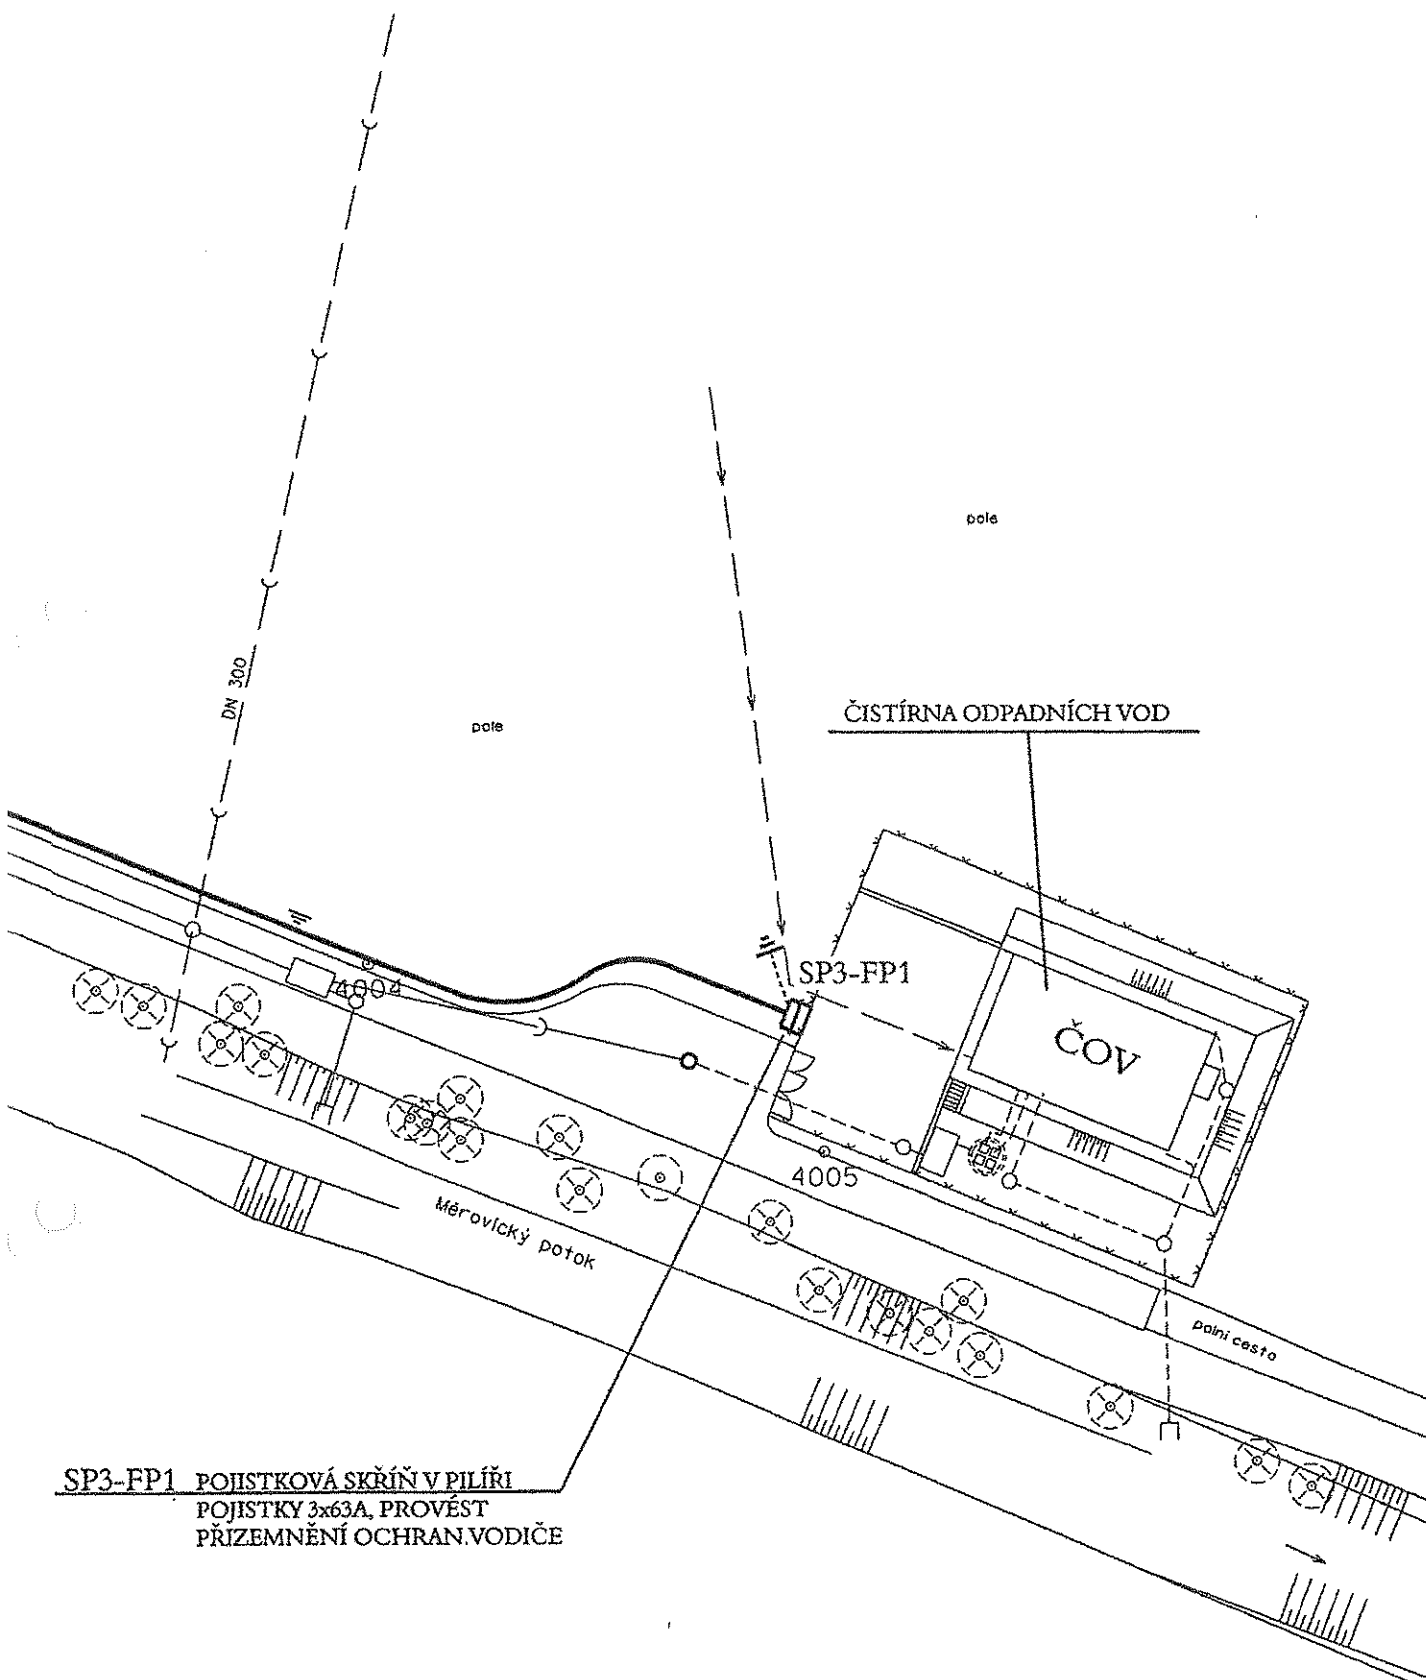 pole
DN 300
pole
ČISTÍRNA ODPADNÍCH VOD
SP3-FP1
4004
ČOV
4005
Měrovický potok
polní cesta
SP3-FP1 POJISTKOVÁ SKŘÍŇ V PILÍŘI
POJISTKY 3x63A, PROVÉST
PŘIZEMNĚNÍ OCHRAN.VODIČE